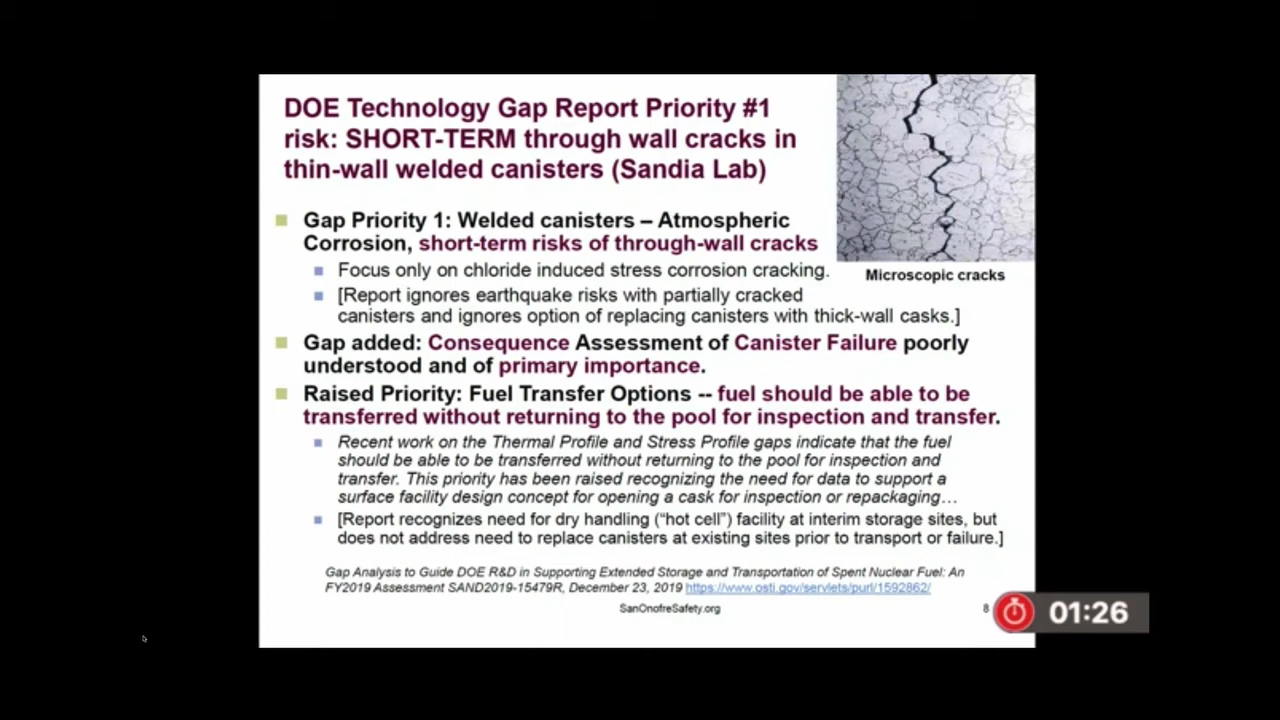 DOE Technology Gap Report Priority #1
risk: SHORT-TERM through wall cracks in
thin-wall welded canisters (Sandia Lab)
Gap Priority 1: Welded canisters – Atmospheric
Corrosion, short-term risks of through-wall cracks
Focus only on chloride induced stress corrosion cracking.
Microscopic cracks
[Report ignores earthquake risks with partially cracked
canisters and ignores option of replacing canisters with thick-wall casks.]
Gap added: Consequence Assessment of Canister Failure poorly
understood and of primary importance.
Raised Priority: Fuel Transfer Options -- fuel should be able to be
transferred without returning to the pool for inspection and transfer.
Recent work on the Thermal Profile and Stress Profile gaps indicate that the fuel
should be able to be transferred without returning to the pool for inspection and
transfer. This priority has been raised recognizing the need for data to support a
surface facility design concept for opening a cask for inspection or repackaging…
[Report recognizes need for dry handling (“hot cell”) facility at interim storage sites, but
does not address need to replace canisters at existing sites prior to transport or failure.]
Gap Analysis to Guide DOE R&D in Supporting Extended Storage and Transportation of Spent Nuclear Fuel: An
FY2019 Assessment SAND2019-15479R, December 23, 2019 https://www.osti.gov/servlets/purl/1592862/
SanOnofreSafety.org
8
01:26